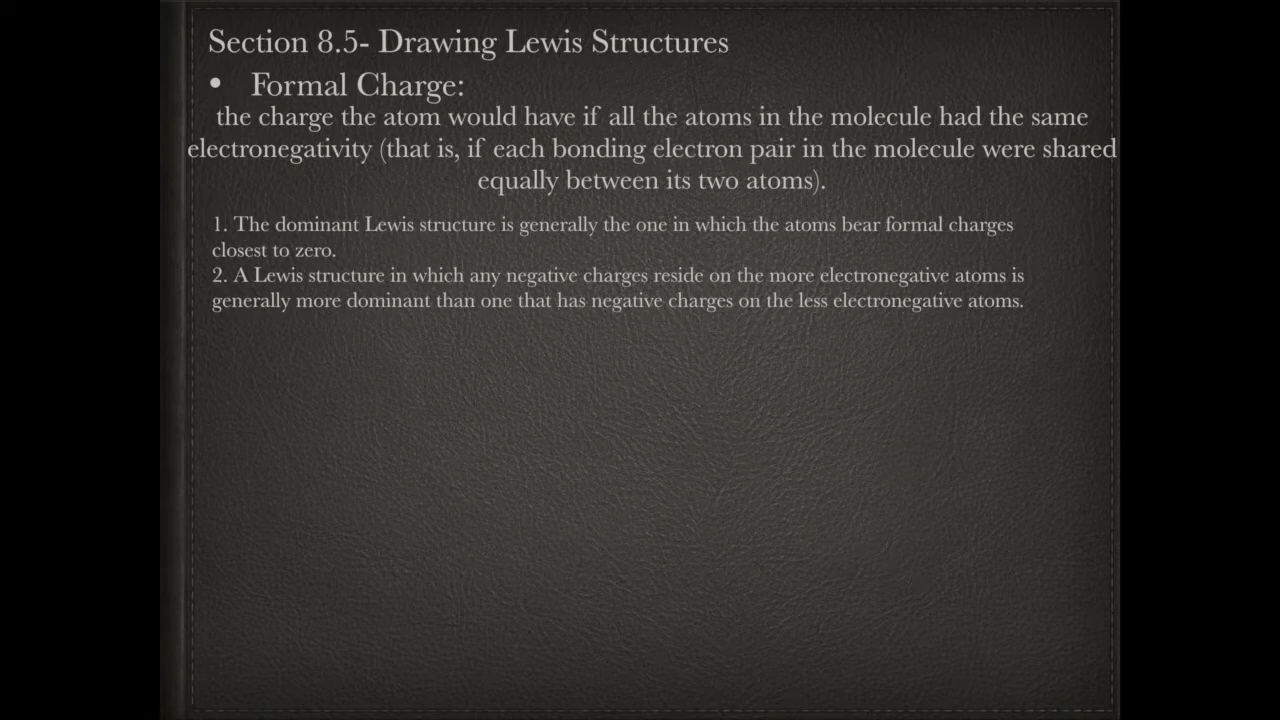 Section 8.5- Drawing Lewis Structures
• Formal Charge:
the charge the atom would have if all the atoms in the molecule had the same
electronegativity (that is, if each bonding electron pair in the molecule were shared
equally between its two atoms).
1. The dominant Lewis structure is generally the one in which the atoms bear formal charges
closest to zero.
2. A Lewis structure in which any negative charges reside on the more electronegative atoms is
generally more dominant than one that has negative charges on the less electronegative atoms.